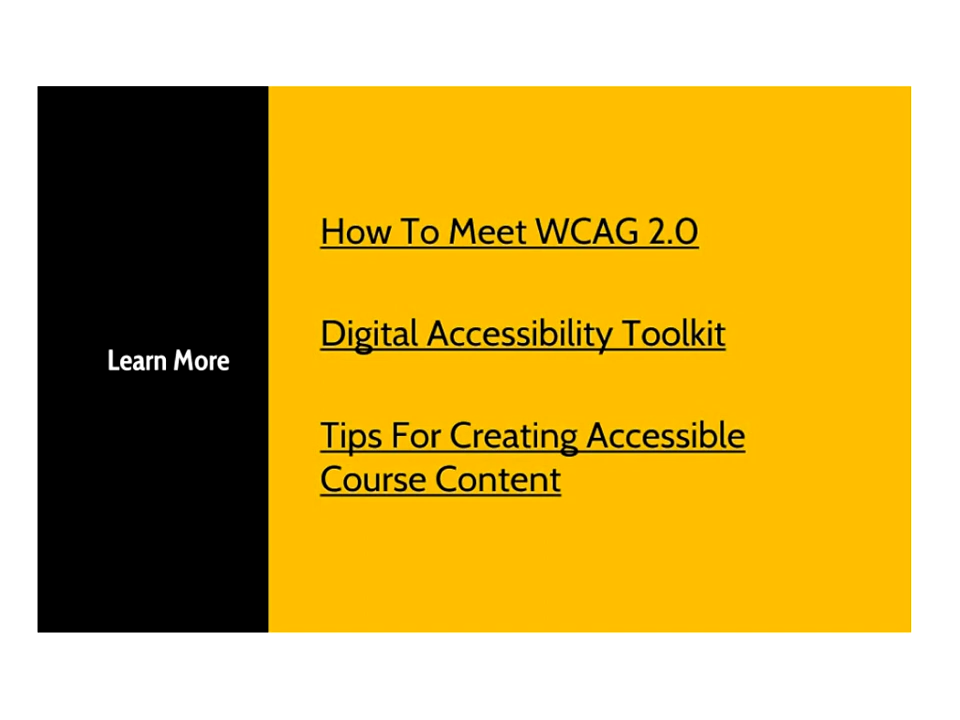 Learn More
How To Meet WCAG 2.0
Digital Accessibility Toolkit
Tips For Creating Accessible
Course Content